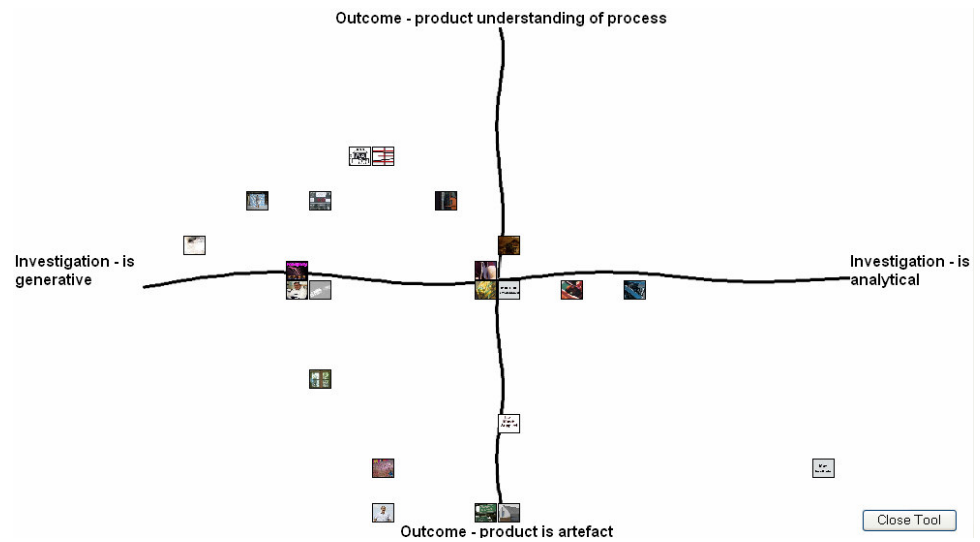 Outcome - product understanding of process
Investigation - is
generative
Investigation - is
analytical
Outcome - product is artefact
Close Tool